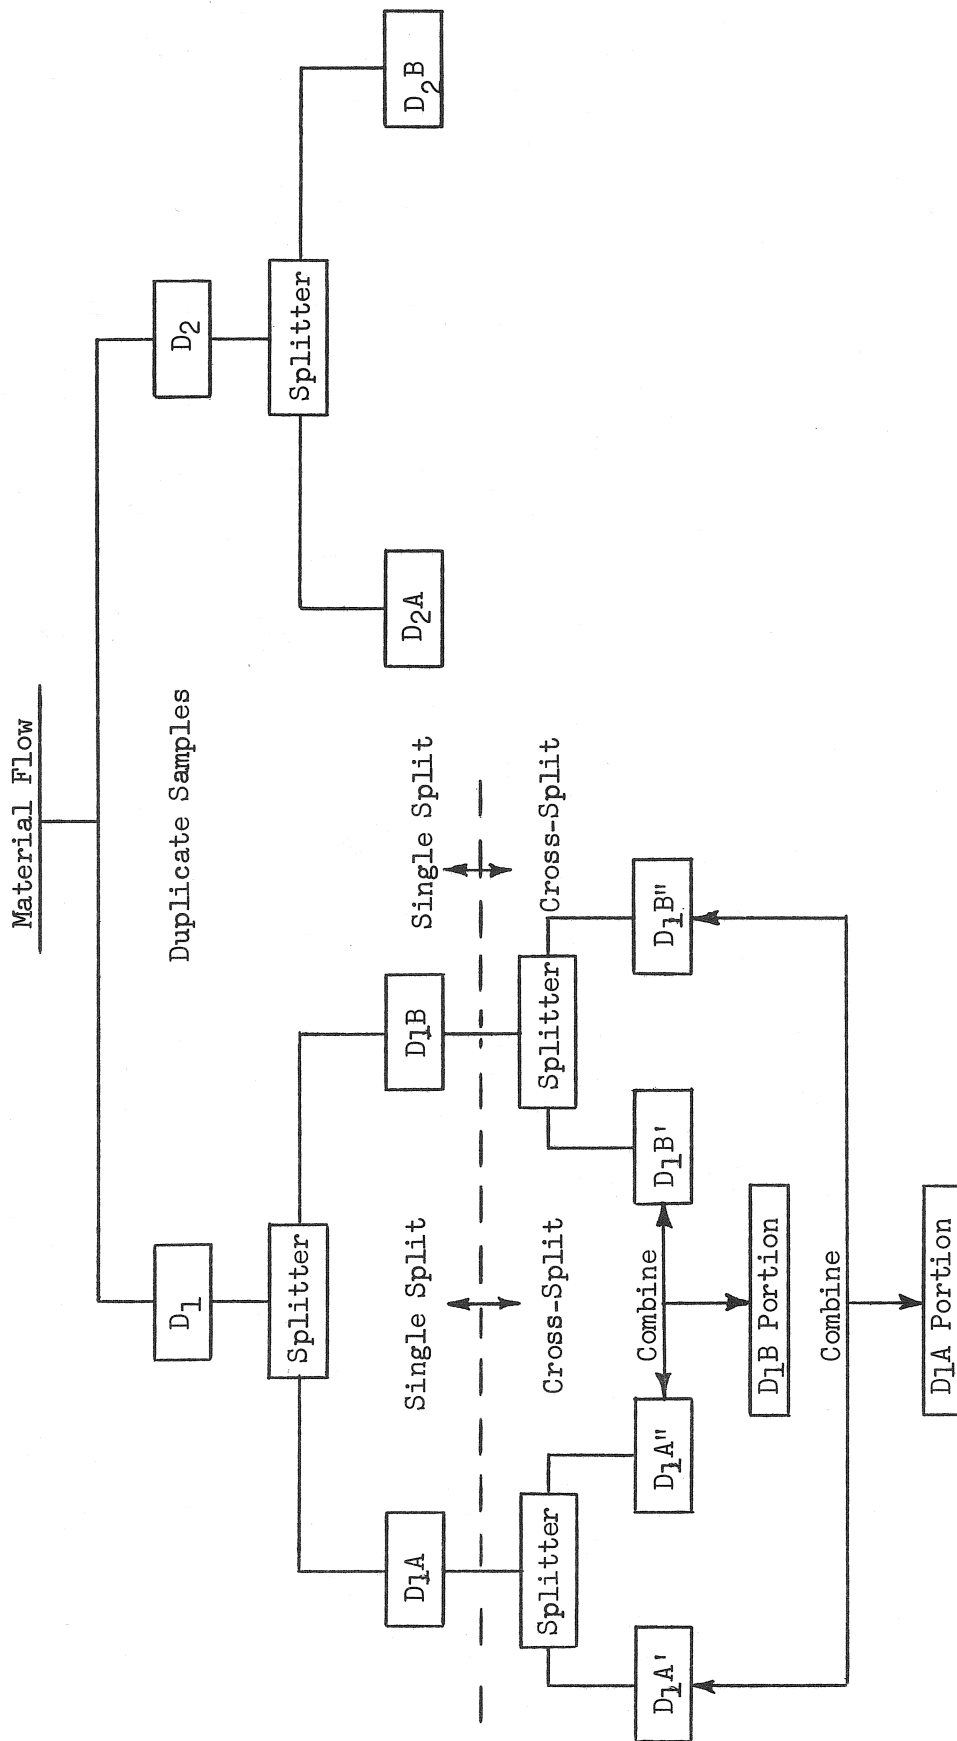 Material Flow
D₁
Duplicate Samples
D₂
Splitter
Splitter
D₁A
Single Split
D₁B
Single Split
D₂A
D₂B
Splitter
Cross-Split
Splitter
Cross-Split
D₁A'
D₁A"
Combine
D₁B'
D₁B"
D₁B Portion
Combine
D₁A Portion